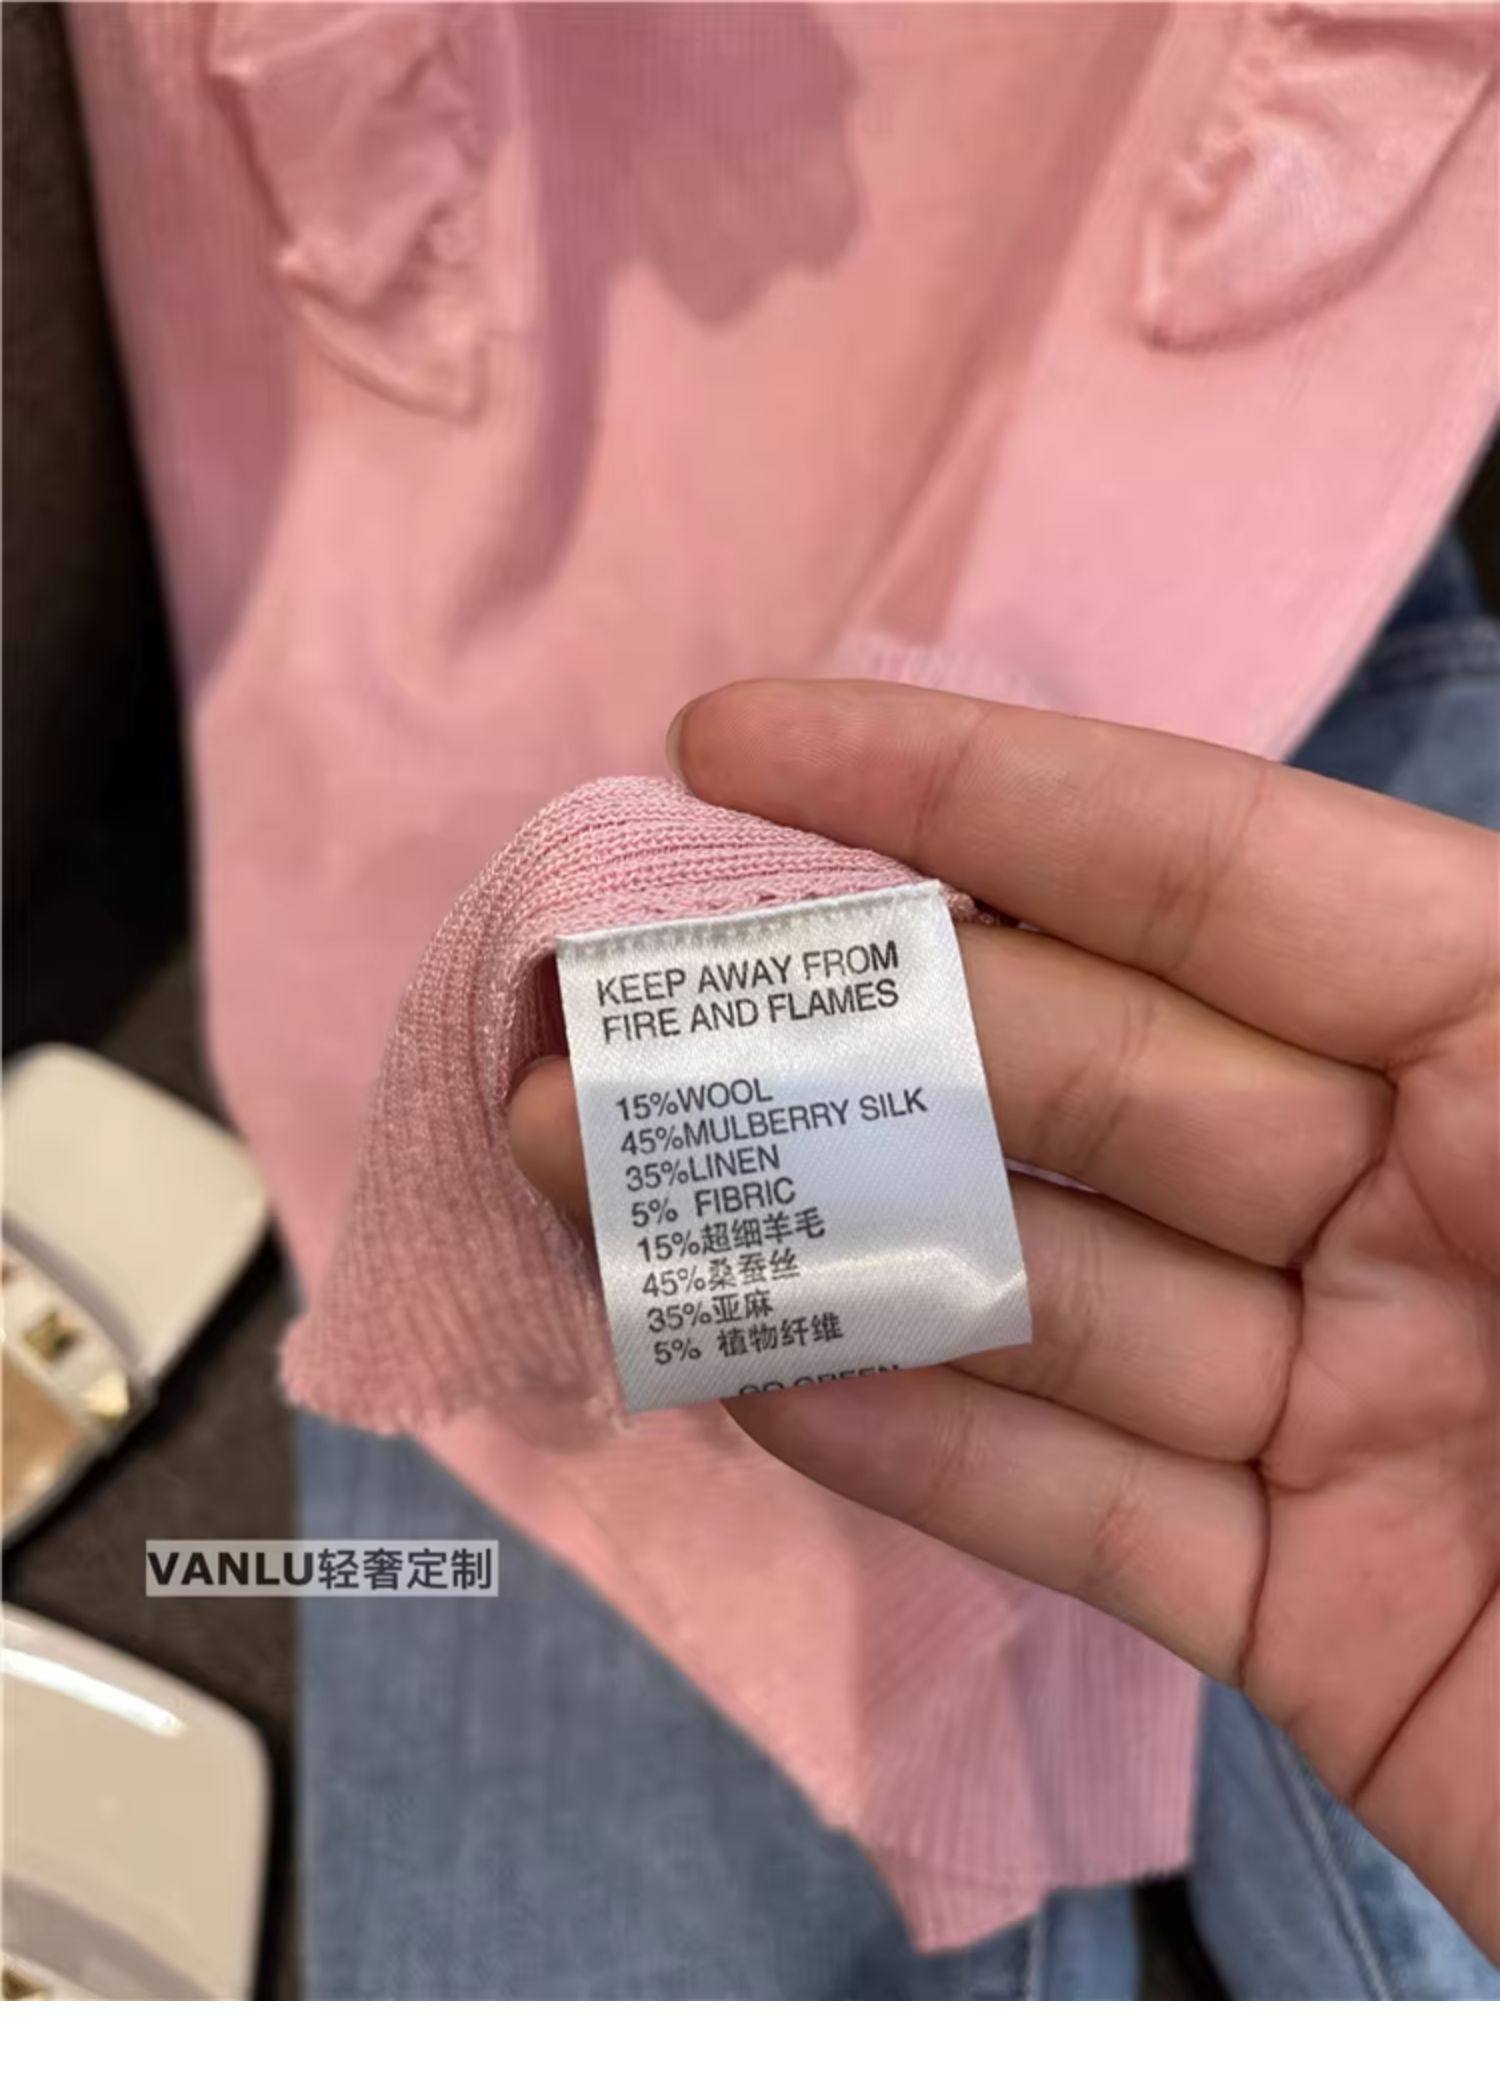 KEEP AWAY FROM
FIRE AND FLAMES
15%WOOL
45%MULBERRY SILK
35%LINEN
5% FIBRIC
15%超细羊毛
45%桑蚕丝
35%亚麻
5% 植物纤维
GO GREEN
VANLU轻奢定制